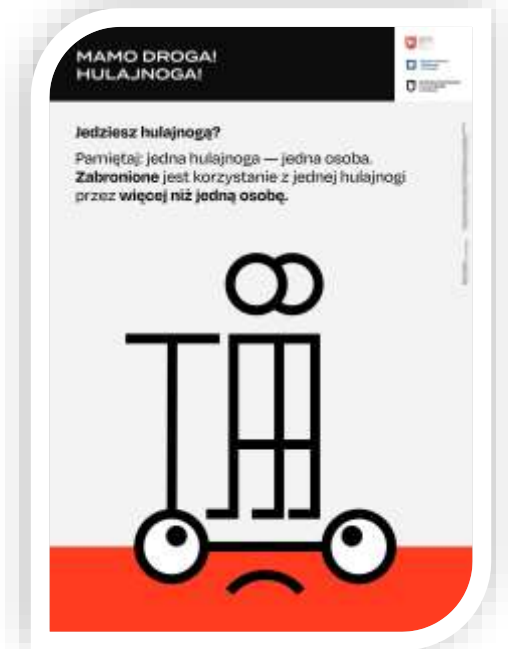 MAMO DROGA!
HULAJNOGA!
Jedziesz hulajnogą?
Pamiętaj: jedna hulajnoga — jedna osoba.
Zabronione jest korzystanie z jednej hulajnogi
przez więcej niż jedną osobę.